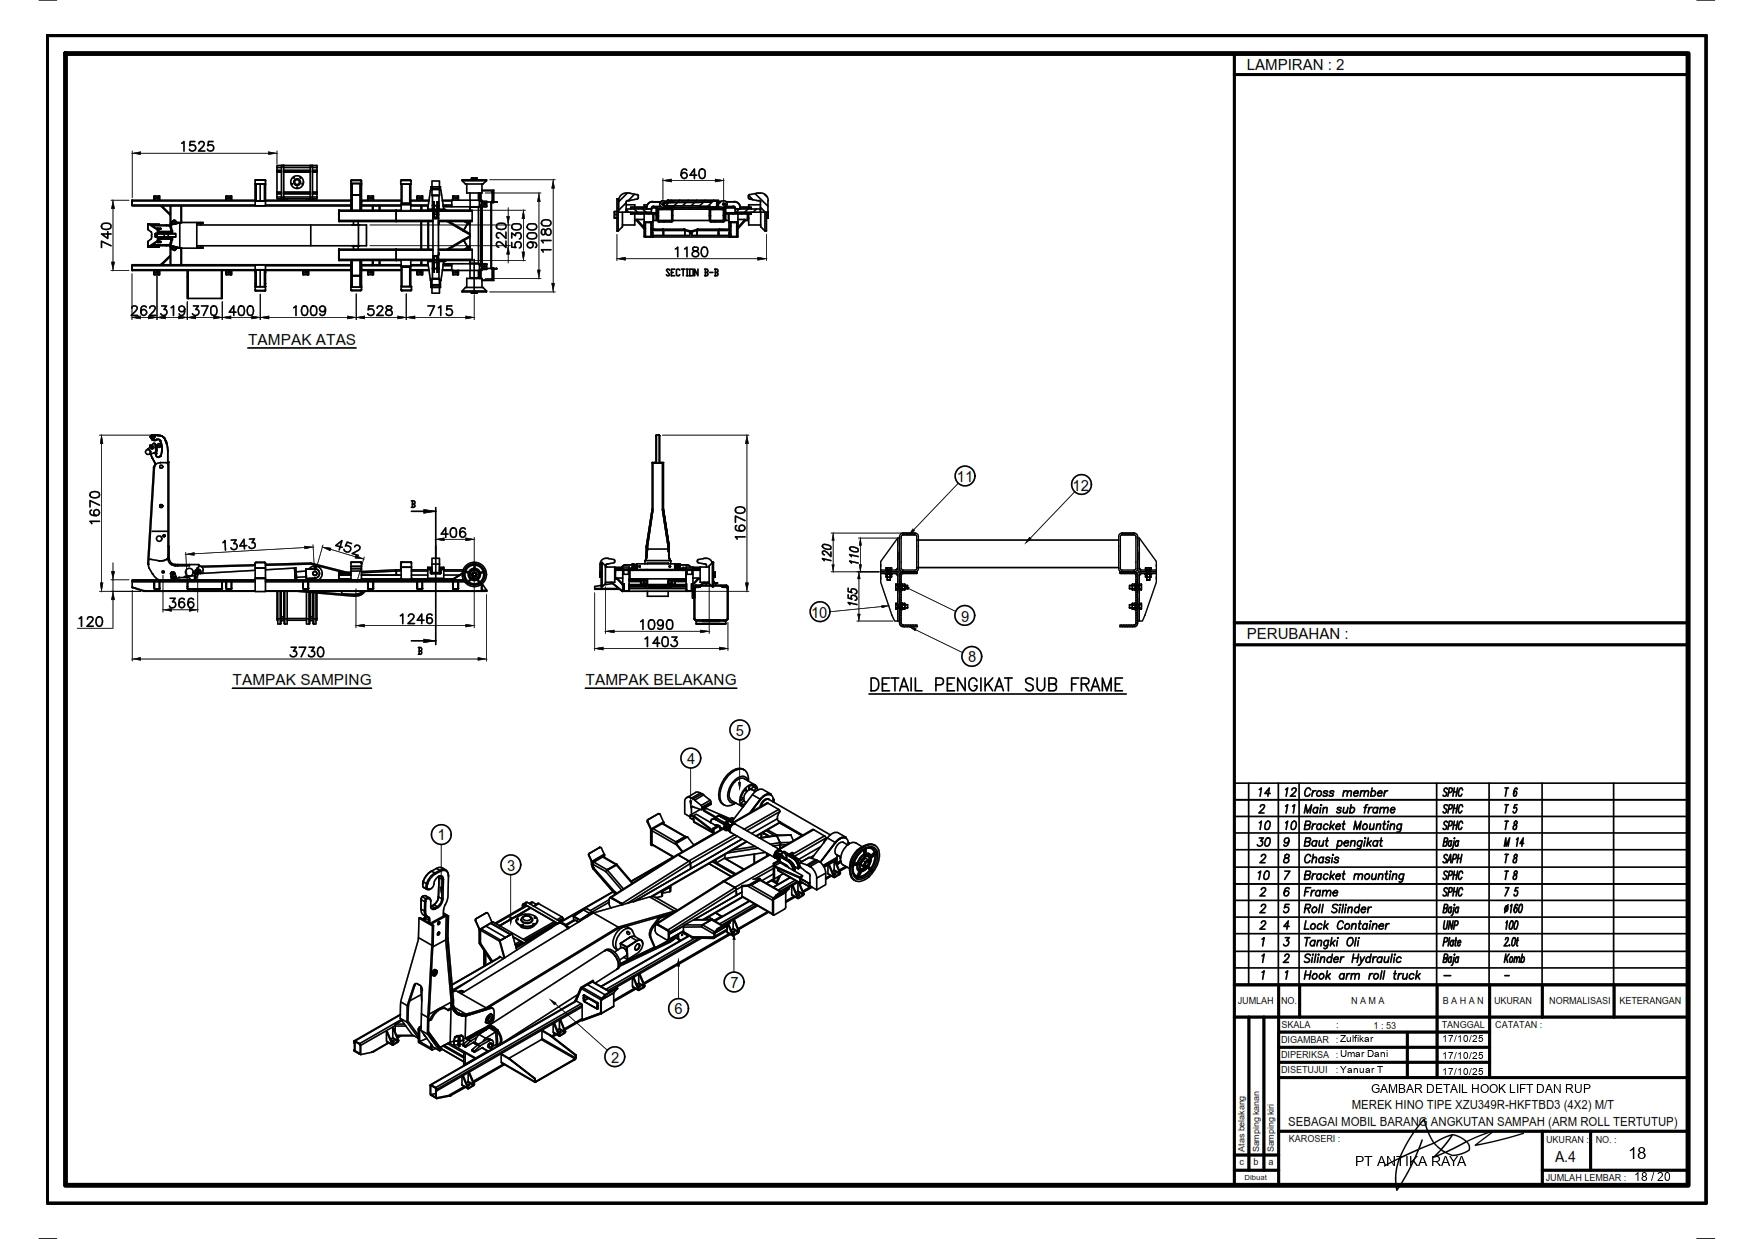 LAMPIRAN : 2
1525
740
220
530
900
1180
262 319 370 400 1009 528 715
TAMPAK ATAS
640
1180
SECTION B-B
1670
1343
452
B
406
366
120
1246
B
3730
TAMPAK SAMPING
1670
1090
1403
TAMPAK BELAKANG
11
12
120
110
155
10
9
8
DETAIL PENGIKAT SUB FRAME
5
4
1
3
7
6
2
PERUBAHAN :
14 12 Cross member SPHC T 6
2 11 Main sub frame SPHC T 5
10 10 Bracket Mounting SPHC T 8
30 9 Baut pengikat Baja M 14
2 8 Chasis SAPH T 8
10 7 Bracket mounting SPHC T 8
2 6 Frame SPHC 7 5
2 5 Roll Silinder Baja ø160
2 4 Lock Container UNP 100
1 3 Tangki Oli Plate 2.0t
1 2 Silinder Hydraulic Baja Komb
1 1 Hook arm roll truck – –
JUMLAH NO. N A M A B A H A N UKURAN NORMALISASI KETERANGAN
SKALA : 1 : 53 TANGGAL CATATAN :
DIGAMBAR : Zulfikar 17/10/25
DIPERIKSA : Umar Dani 17/10/25
DISETUJUI : Yanuar T 17/10/25
GAMBAR DETAIL HOOK LIFT DAN RUP
MEREK HINO TIPE XZU349R-HKFTBD3 (4X2) M/T
SEBAGAI MOBIL BARANG ANGKUTAN SAMPAH (ARM ROLL TERTUTUP)
Atas belakang
Samping kanan
Samping kiri
c b a
Dibuat
KAROSERI :
PT ANTIKA RAYA
UKURAN : NO. :
A.4 18
JUMLAH LEMBAR : 18 / 20